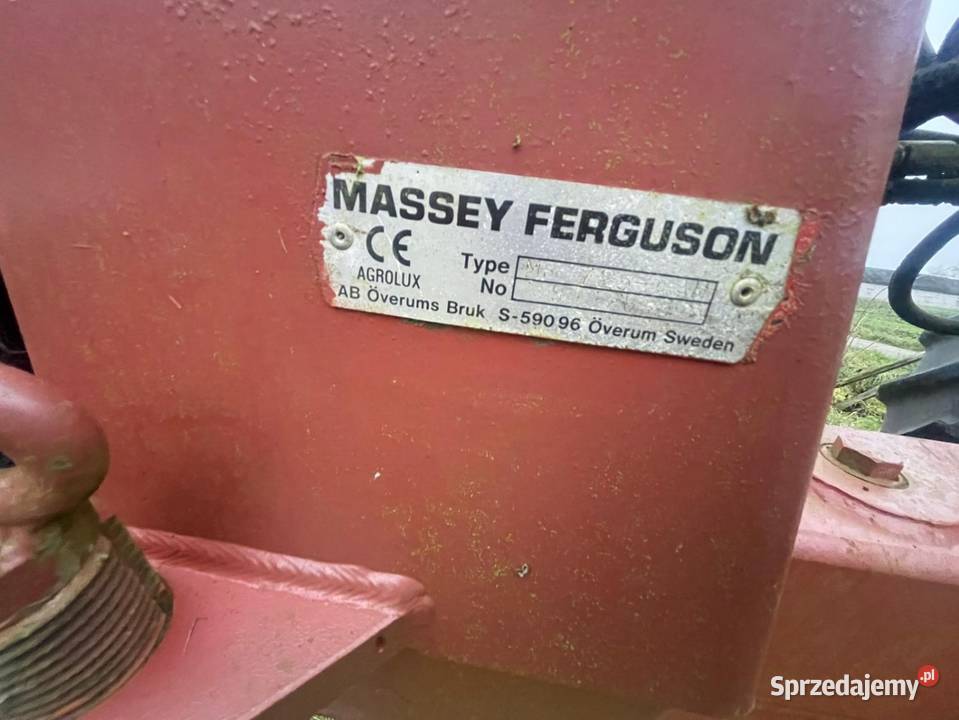 MASSEY FERGUSON
CE
AGROLUX
Type
No
AB Överums Bruk S-590 96 Överum Sweden
Sprzedajemy.pl